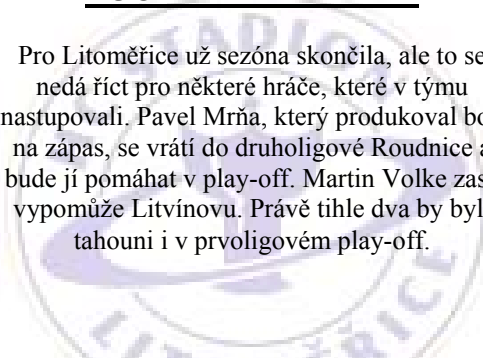 Pro Litoměřice už sezóna skončila, ale to se
nedá říct pro některé hráče, které v týmu
nastupovali. Pavel Mrňa, který produkoval
na zápas, se vrátí do druholigové Roudnice a
bude jí pomáhat v play-off. Martin Volke
vypomůže Litvínovu. Právě tihle dva by
tahouni i v prvoligovém play-off.
STADION
LITOMĚŘICE